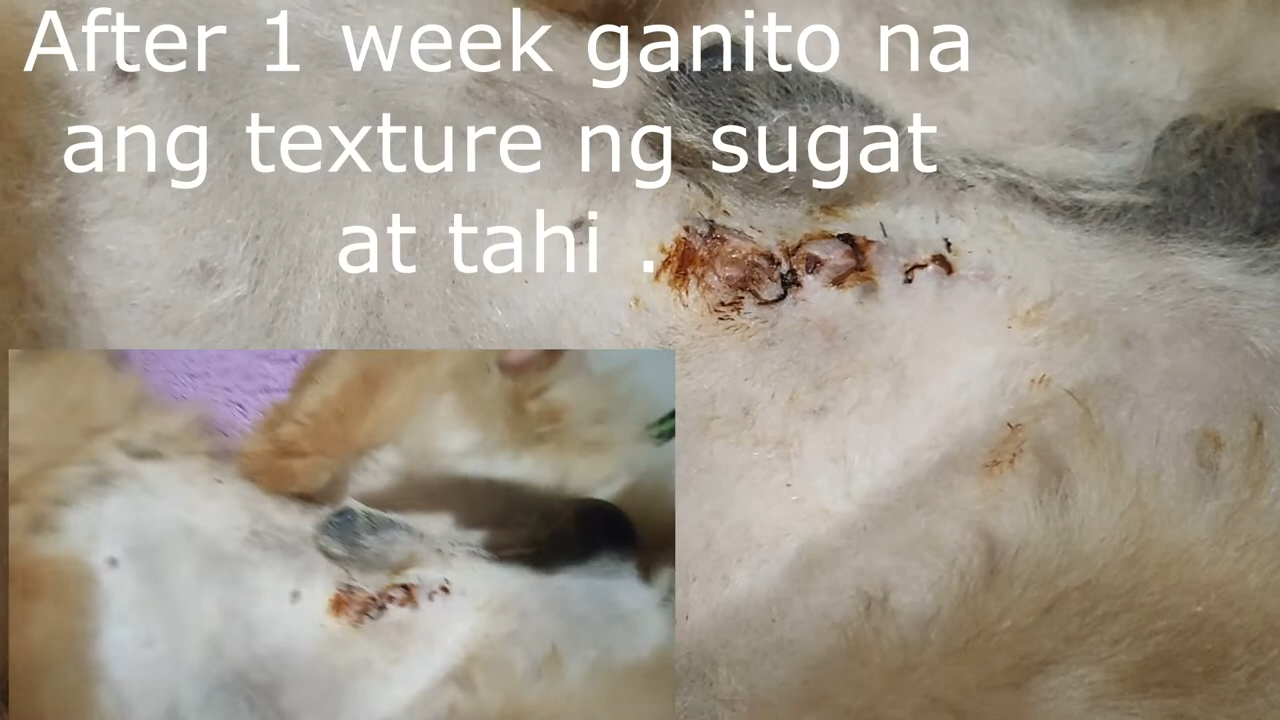 After 1 week ganito na
ang texture ng sugat
at tahi .